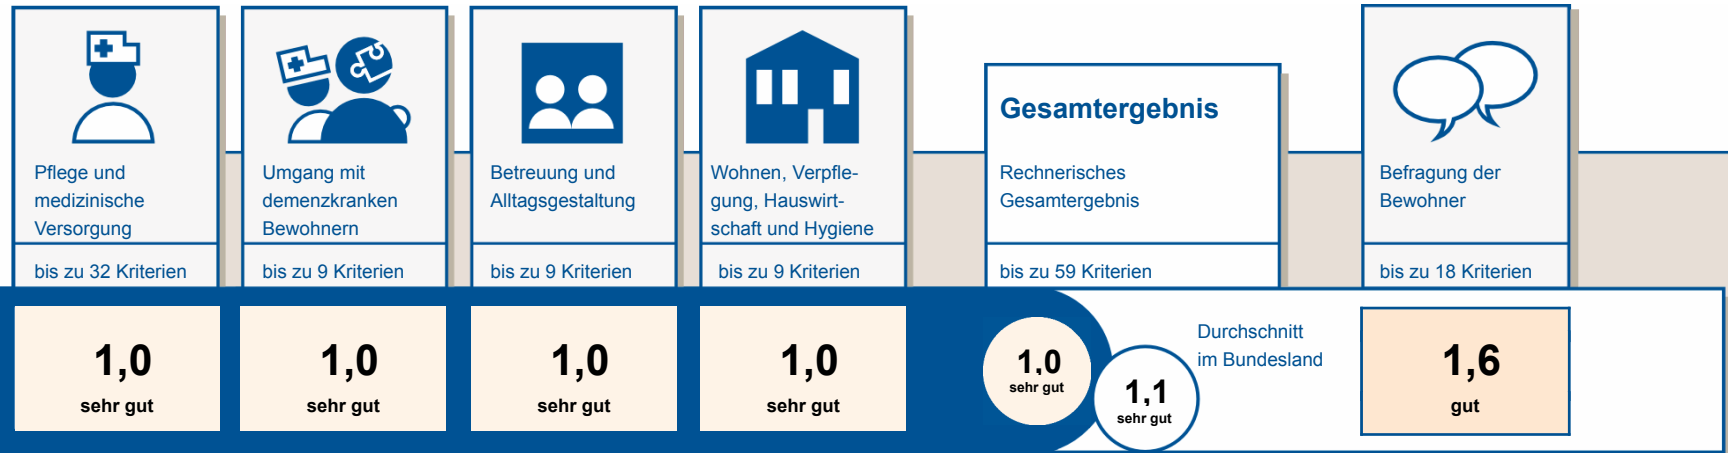 Pflege und
medizinische
Versorgung
bis zu 32 Kriterien
1,0
sehr gut
Umgang mit
demenzkranken
Bewohnern
bis zu 9 Kriterien
1,0
sehr gut
Betreuung und
Alltagsgestaltung
bis zu 9 Kriterien
1,0
sehr gut
Wohnen, Verpfle-
gung, Hauswirt-
schaft und Hygiene
bis zu 9 Kriterien
1,0
sehr gut
Gesamtergebnis
Rechnerisches
Gesamtergebnis
bis zu 59 Kriterien
1,0
sehr gut
1,1
sehr gut
Durchschnitt
im Bundesland
Befragung der
Bewohner
bis zu 18 Kriterien
1,6
gut